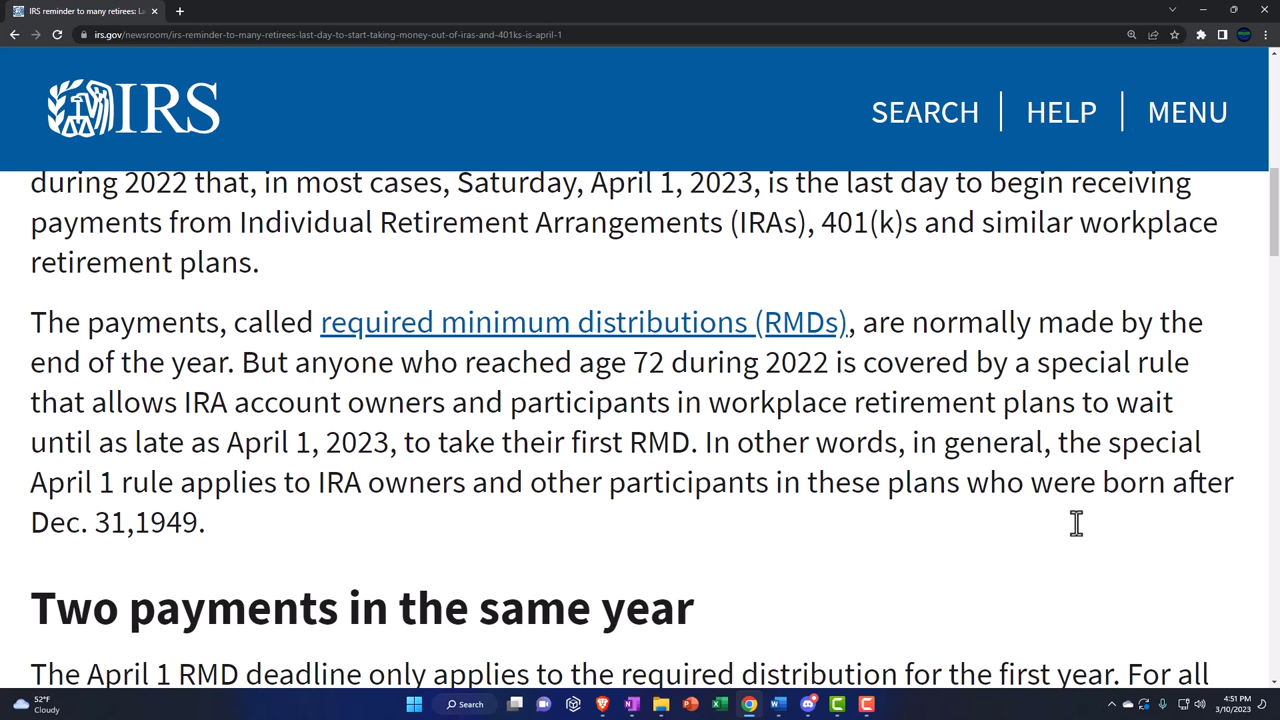 IRS reminder to many retirees: La
irs.gov/newsroom/irs-reminder-to-many-retirees-last-day-to-start-taking-money-out-of-iras-and-401ks-is-april-1
IRS
SEARCH HELP MENU
during 2022 that, in most cases, Saturday, April 1, 2023, is the last day to begin receiving
payments from Individual Retirement Arrangements (IRAs), 401(k)s and similar workplace
retirement plans.
The payments, called required minimum distributions (RMDs), are normally made by the
end of the year. But anyone who reached age 72 during 2022 is covered by a special rule
that allows IRA account owners and participants in workplace retirement plans to wait
until as late as April 1, 2023, to take their first RMD. In other words, in general, the special
April 1 rule applies to IRA owners and other participants in these plans who were born after
Dec. 31,1949.
Two payments in the same year
The April 1 RMD deadline only applies to the required distribution for the first year. For all
52°F
Cloudy
Search
4:51 PM
3/10/2023